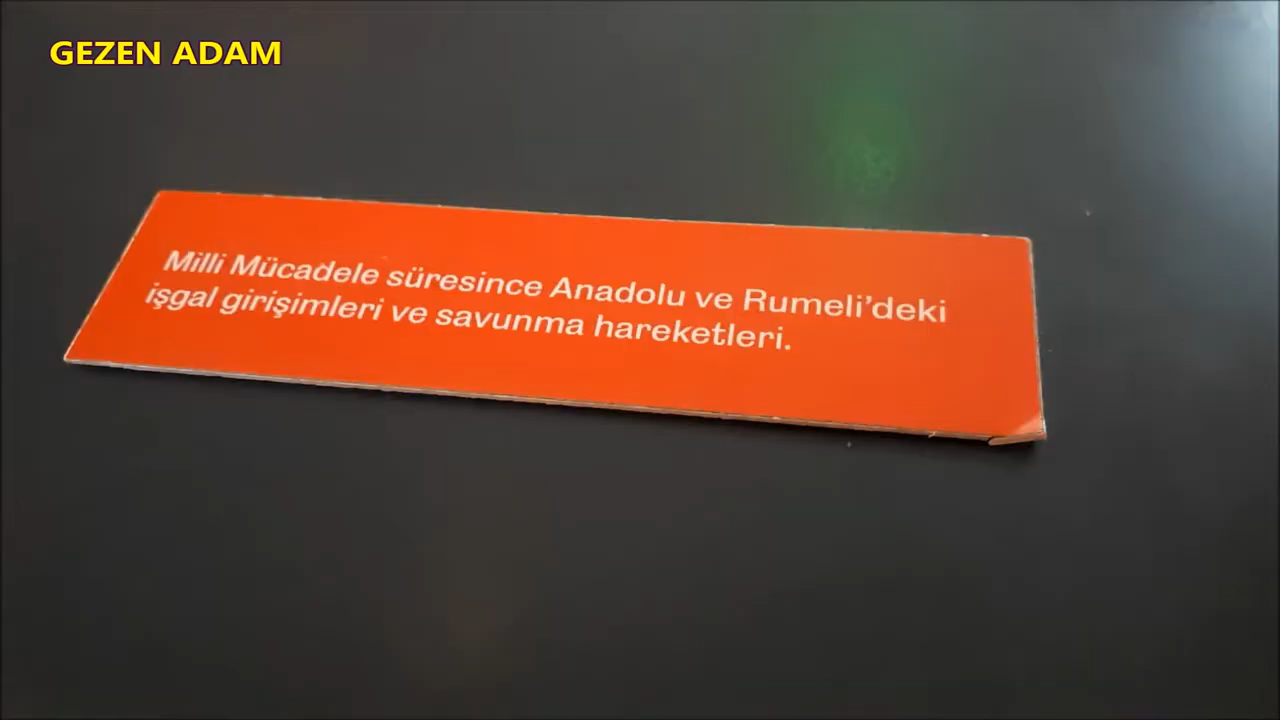 GEZEN ADAM
Milli Mücadele süresince Anadolu ve Rumeli'deki
işgal girişimleri ve savunma hareketleri.